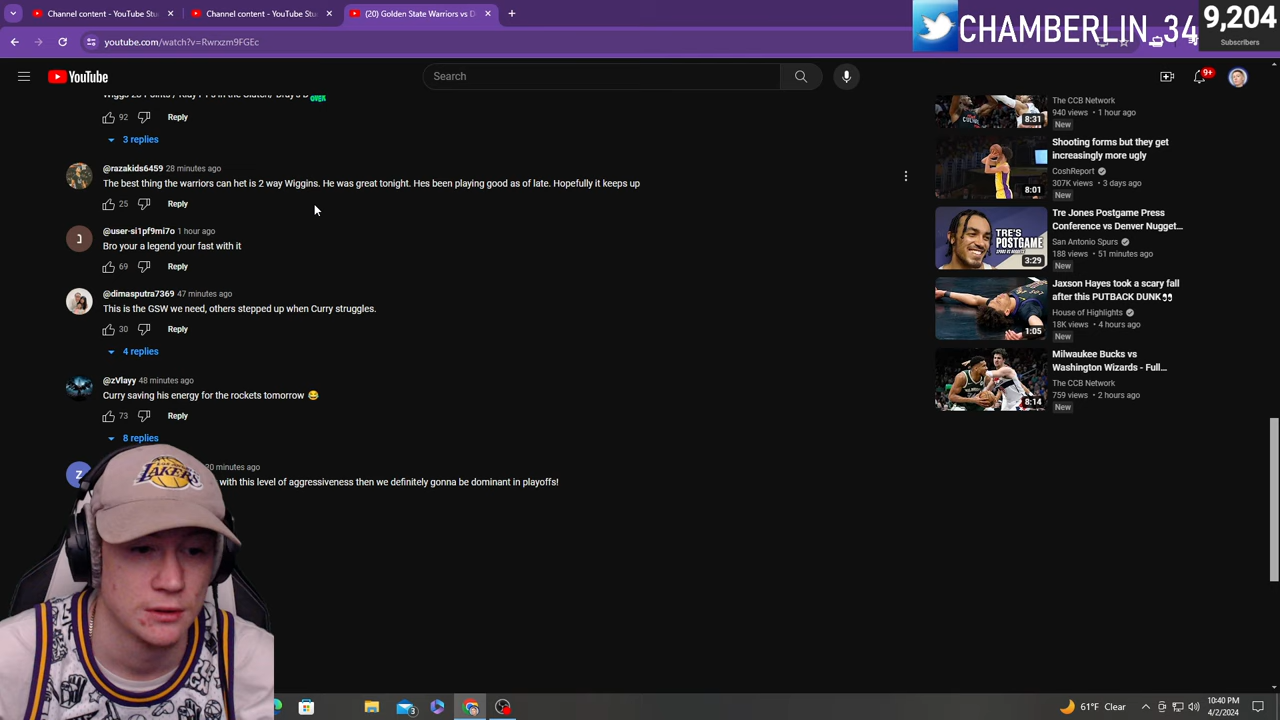 Channel content - YouTube Stu
Channel content - YouTube Stu
(20) Golden State Warriors vs D
CHAMBERLIN_34
9,204
Subscribers
youtube.com/watch?v=Rwrxzm9FGEc
YouTube
Search
9+
92
Reply
3 replies
@razakids6459 28 minutes ago
The best thing the warriors can het is 2 way Wiggins. He was great tonight. Hes been playing good as of late. Hopefully it keeps up
25
Reply
@user-si1pf9mi7o 1 hour ago
Bro your a legend your fast with it
69
Reply
@dimasputra7369 47 minutes ago
This is the GSW we need, others stepped up when Curry struggles.
30
Reply
4 replies
@zVlayy 48 minutes ago
Curry saving his energy for the rockets tomorrow 😂
73
Reply
8 replies
Z
20 minutes ago
with this level of aggressiveness then we definitely gonna be dominant in playoffs!
LAKERS
The CCB Network
940 views • 1 hour ago
New
8:31
Shooting forms but they get
increasingly more ugly
CoshReport
307K views • 3 days ago
New
8:01
Tre Jones Postgame Press
Conference vs Denver Nugget...
San Antonio Spurs
188 views • 51 minutes ago
New
TRE'S
POSTGAME
3:29
Jaxson Hayes took a scary fall
after this PUTBACK DUNK👀
House of Highlights
18K views • 4 hours ago
New
1:05
Milwaukee Bucks vs
Washington Wizards - Full...
The CCB Network
759 views • 2 hours ago
New
8:14
3
61°F Clear
10:40 PM
4/2/2024